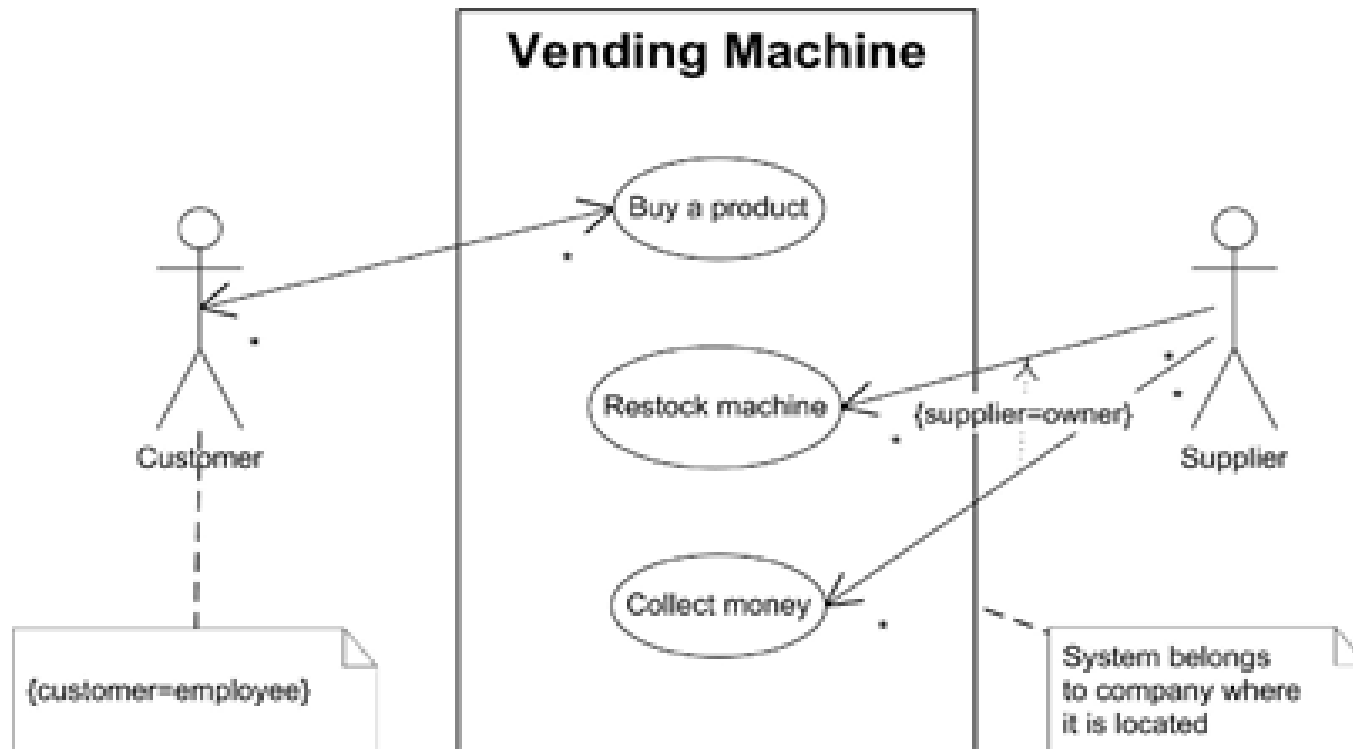 Vending Machine
Buy a product
*
*
Restock machine
*
*
{supplier=owner}
*
Customer
Supplier
Collect money
*
{customer=employee}
System belongs
to company where
it is located